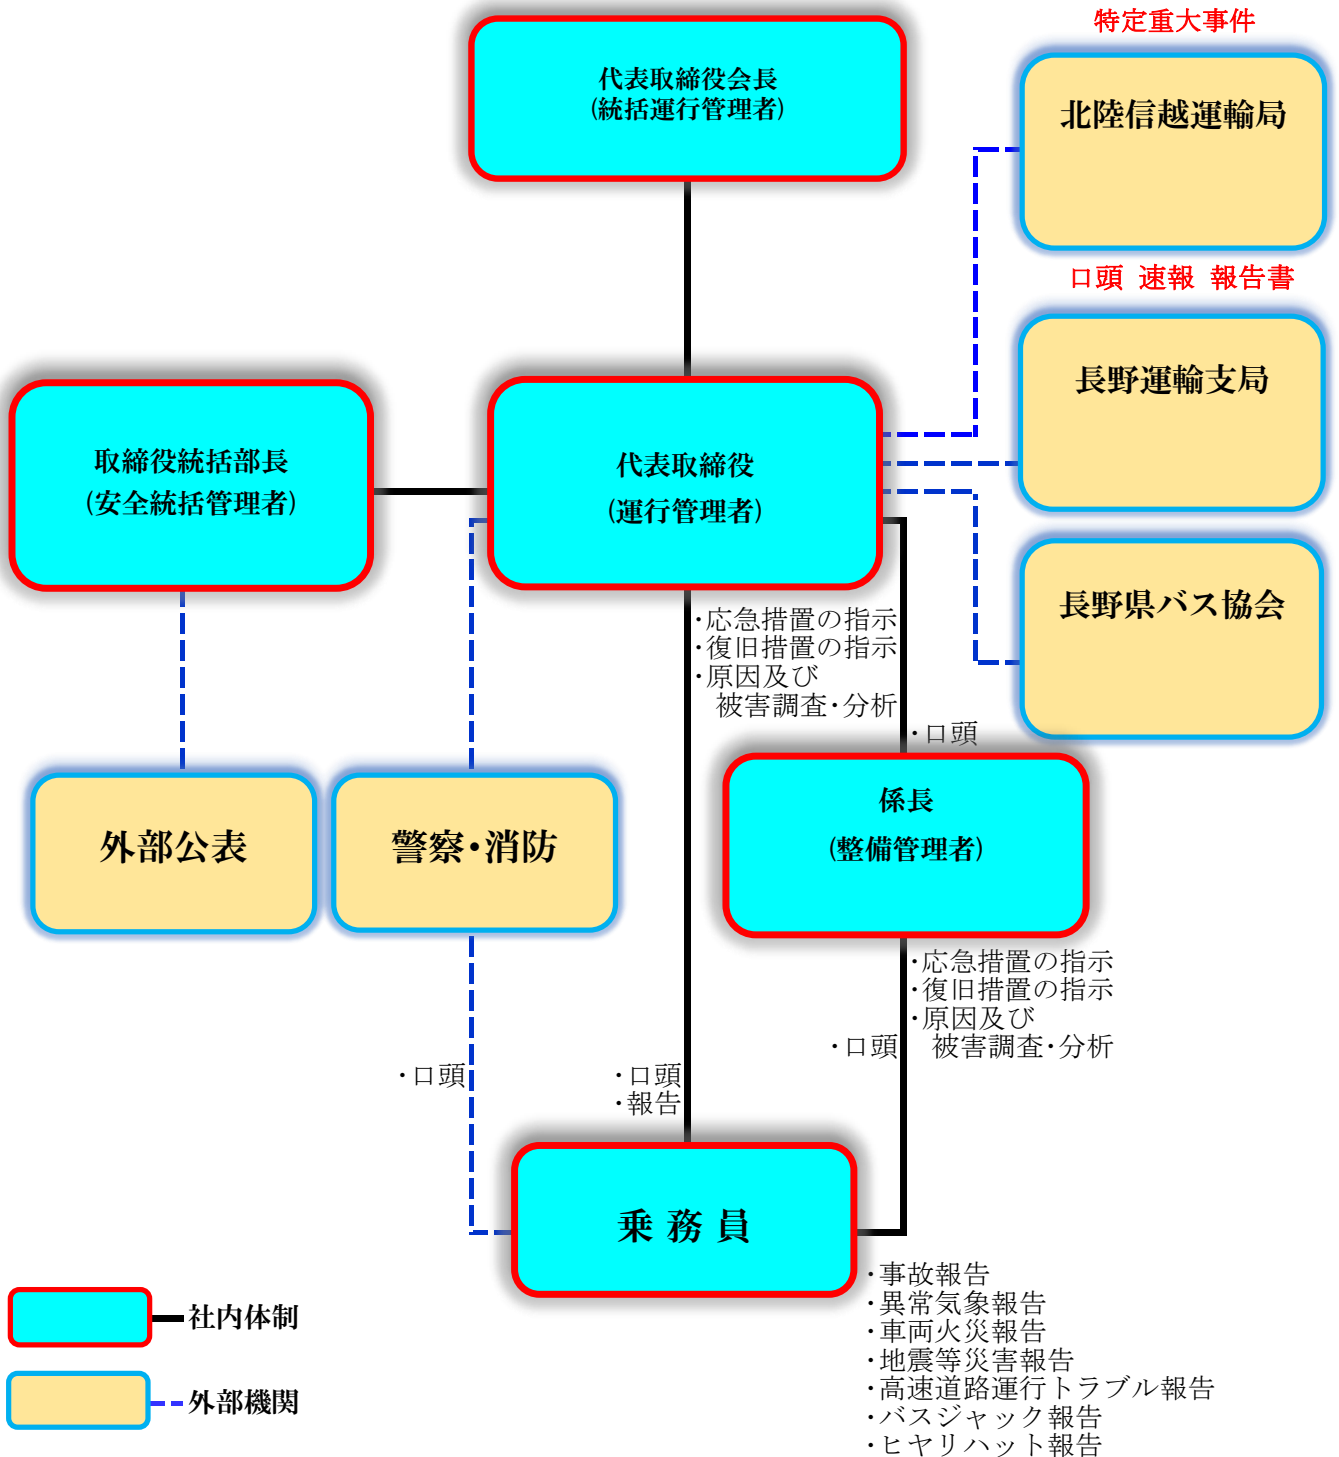 特定重大事件
代表取締役会長
(統括運行管理者)
北陸信越運輸局
口頭 速報 報告書
長野運輸支局
取締役統括部長
(安全統括管理者)
代表取締役
(運行管理者)
長野県バス協会
・応急措置の指示
・復旧措置の指示
・原因及び
被害調査・分析
・口頭
係長
(整備管理者)
外部公表
警察・消防
・応急措置の指示
・復旧措置の指示
・原因及び
被害調査・分析
・口頭
・口頭
・口頭
・報告
乗 務 員
・事故報告
・異常気象報告
・車両火災報告
・地震等災害報告
・高速道路運行トラブル報告
・バスジャック報告
・ヒヤリハット報告
社内体制
外部機関